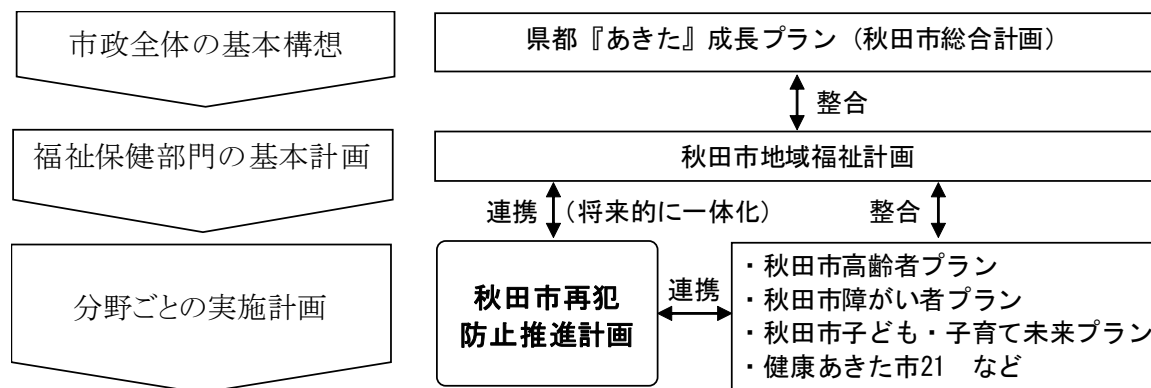 市政全体の基本構想
県都『あきた』成長プラン（秋田市総合計画）
整合
福祉保健部門の基本計画
秋田市地域福祉計画
連携
（将来的に一体化）
整合
分野ごとの実施計画
秋田市再犯
防止推進計画
連携
・秋田市高齢者プラン
・秋田市障がい者プラン
・秋田市子ども・子育て未来プラン
・健康あきた市21　など